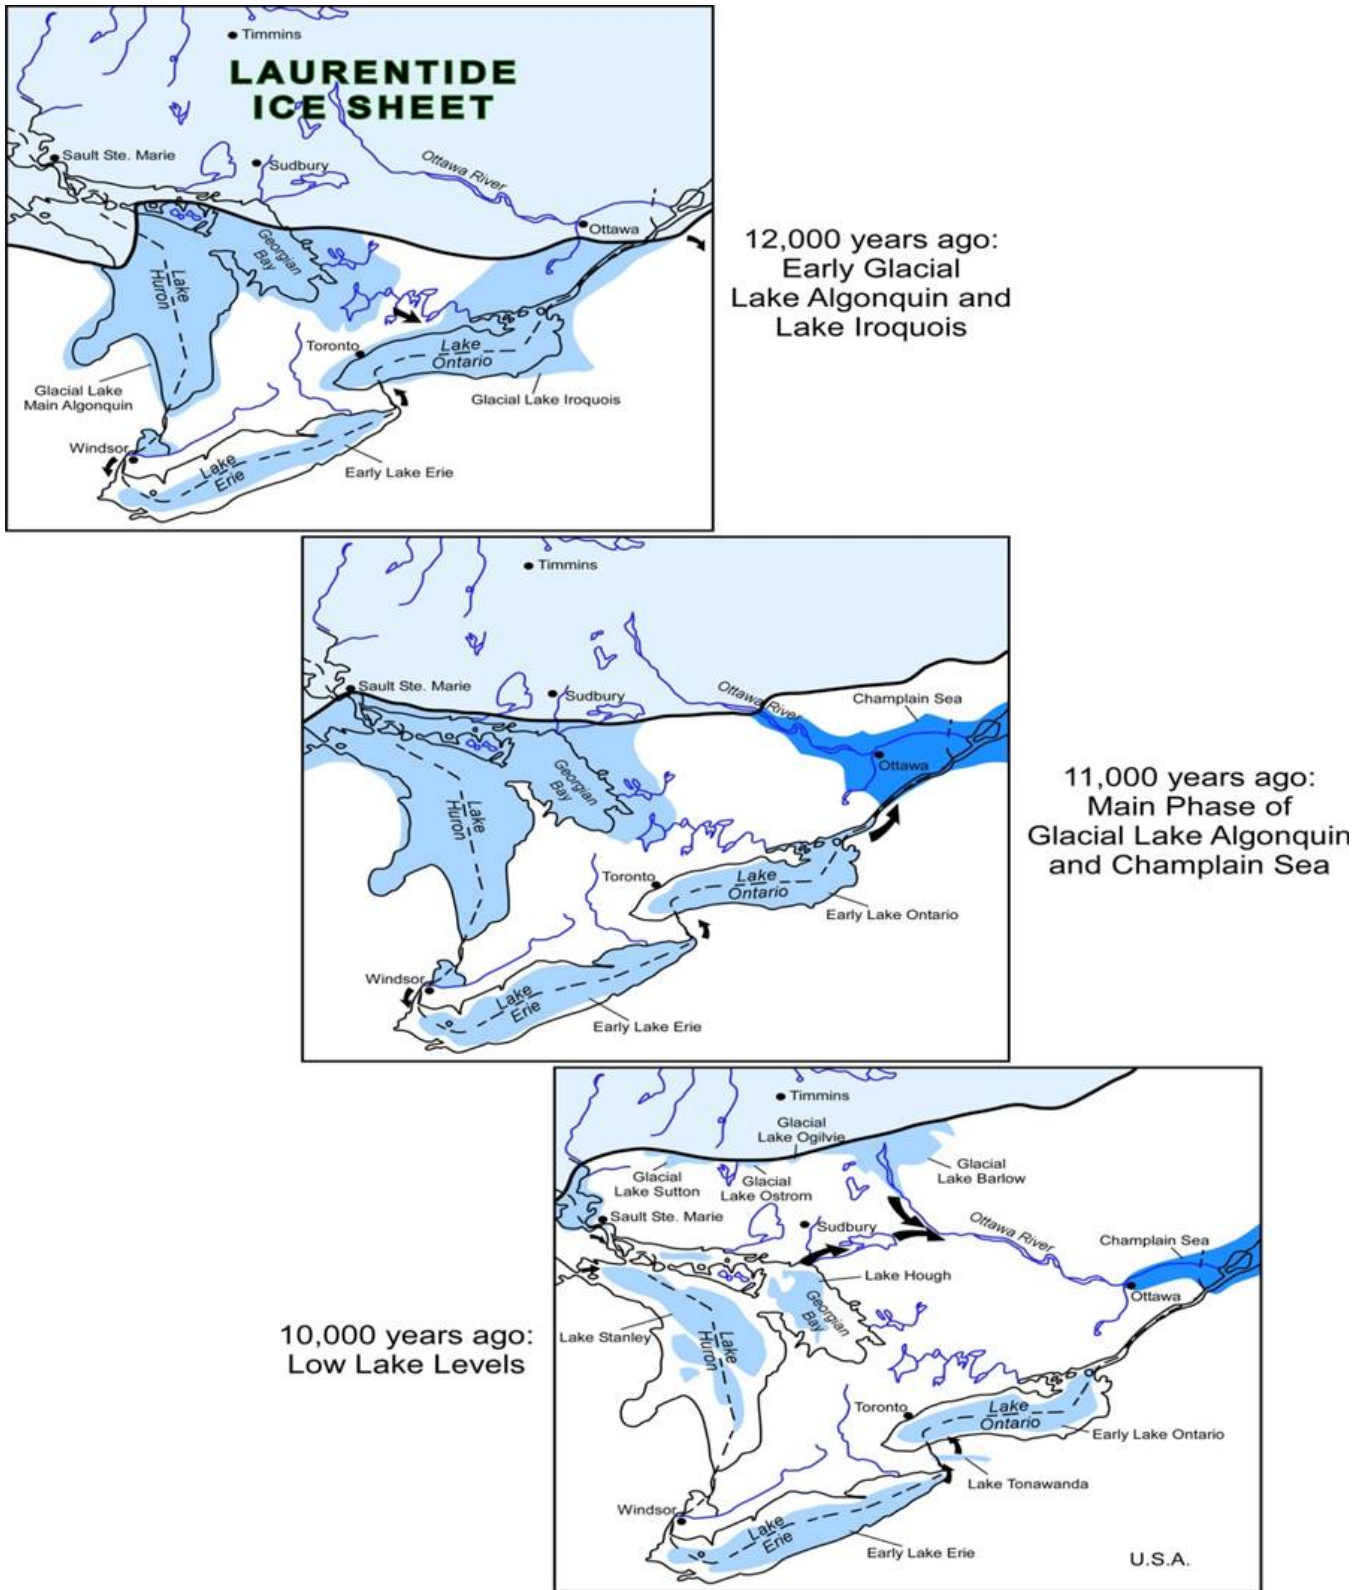 Timmins
LAURENTIDE
ICE SHEET
Sault Ste. Marie
Sudbury
Ottawa River
Ottawa
Georgian
Bay
Lake
Huron
Toronto
Lake
Ontario
Glacial Lake
Main Algonquin
Glacial Lake Iroquois
Windsor
Lake
Erie
Early Lake Erie
12,000 years ago:
Early Glacial
Lake Algonquin and
Lake Iroquois
Timmins
Sault Ste. Marie
Sudbury
Ottawa River
Champlain Sea
Ottawa
Georgian
Bay
Lake
Huron
Toronto
Lake
Ontario
Early Lake Ontario
Windsor
Lake
Erie
Early Lake Erie
11,000 years ago:
Main Phase of
Glacial Lake Algonquin
and Champlain Sea
Timmins
Glacial
Lake Ogilvie
Glacial
Lake Sutton
Glacial
Lake Ostrom
Glacial
Lake Barlow
Sault Ste. Marie
Sudbury
Ottawa River
Champlain Sea
Lake Hough
Ottawa
Georgian
Bay
Lake Stanley
Lake
Huron
Toronto
Lake
Ontario
Early Lake Ontario
Lake Tonawanda
Windsor
Lake
Erie
Early Lake Erie
U.S.A.
10,000 years ago:
Low Lake Levels